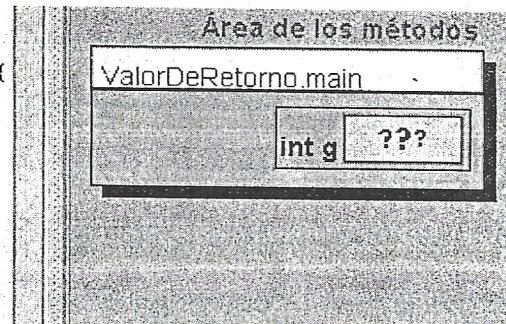 Área de los métodos
{
ValorDeRetorno.main
int g ???